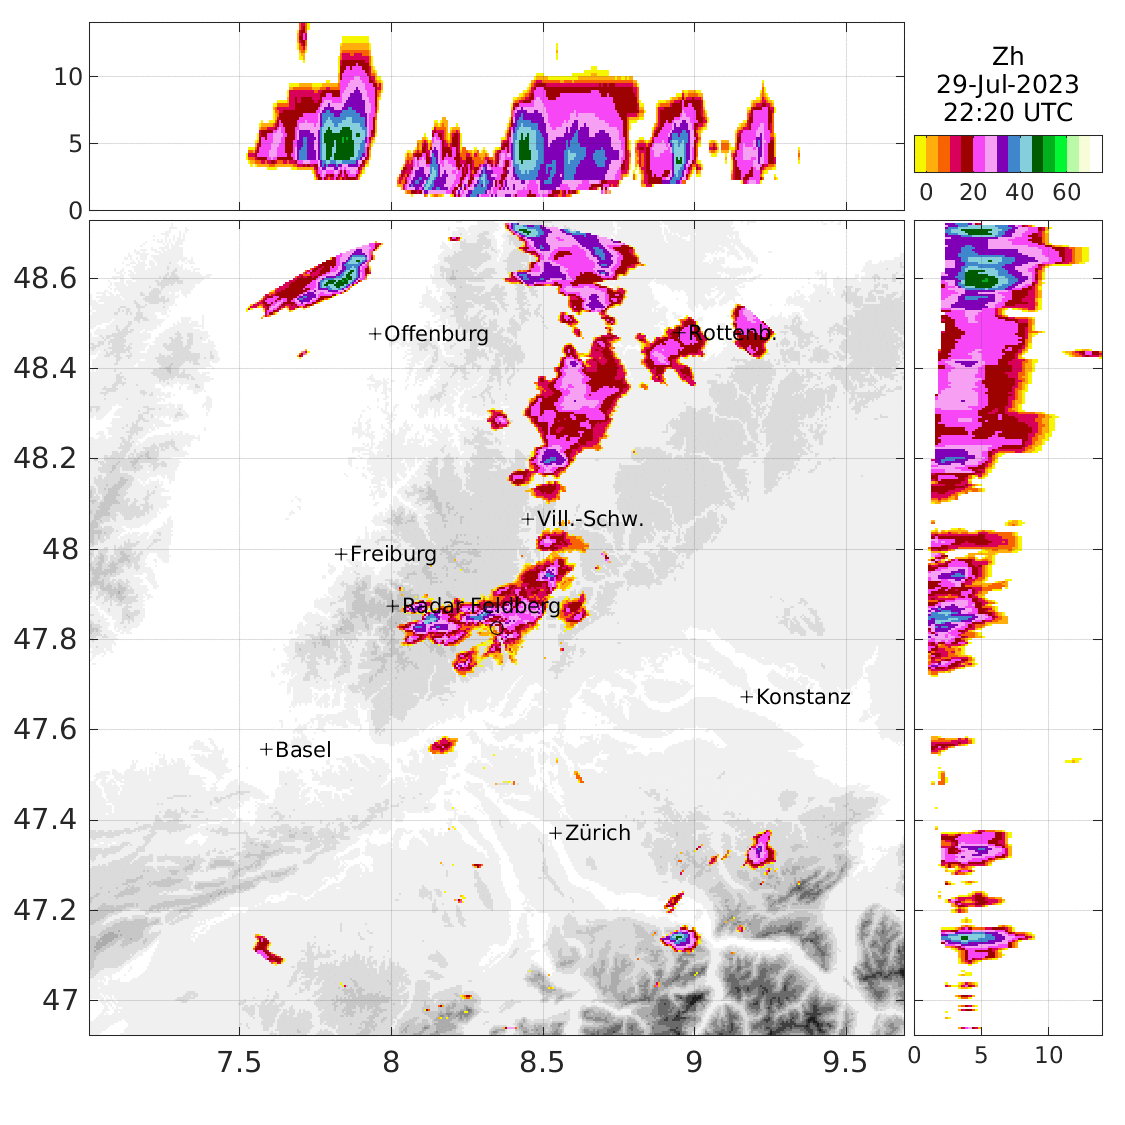 Zh
29-Jul-2023
22:20 UTC
10
5
0
0 20 40 60
48.6
48.4
48.2
48
47.8
47.6
47.4
47.2
47
+Offenburg
+Rottenb.
+Vill.-Schw.
+Freiburg
+Radar Feldberg
+Konstanz
+Basel
+Zürich
7.5 8 8.5 9 9.5
0 5 10